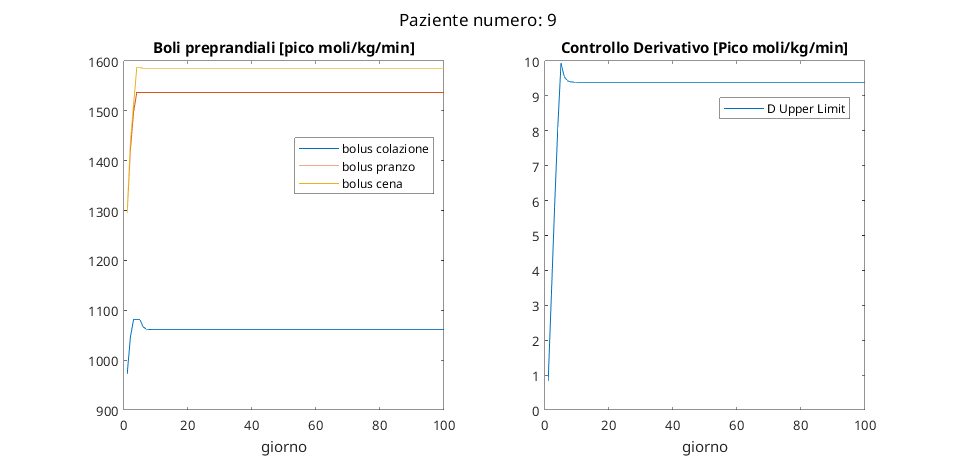 Paziente numero: 9
Boli preprandiali [pico moli/kg/min]
1600
1500
1400
1300
1200
1100
1000
900
0 20 40 60 80 100
giorno
bolus colazione
bolus pranzo
bolus cena
Controllo Derivativo [Pico moli/kg/min]
10
9
8
7
6
5
4
3
2
1
0
0 20 40 60 80 100
giorno
D Upper Limit